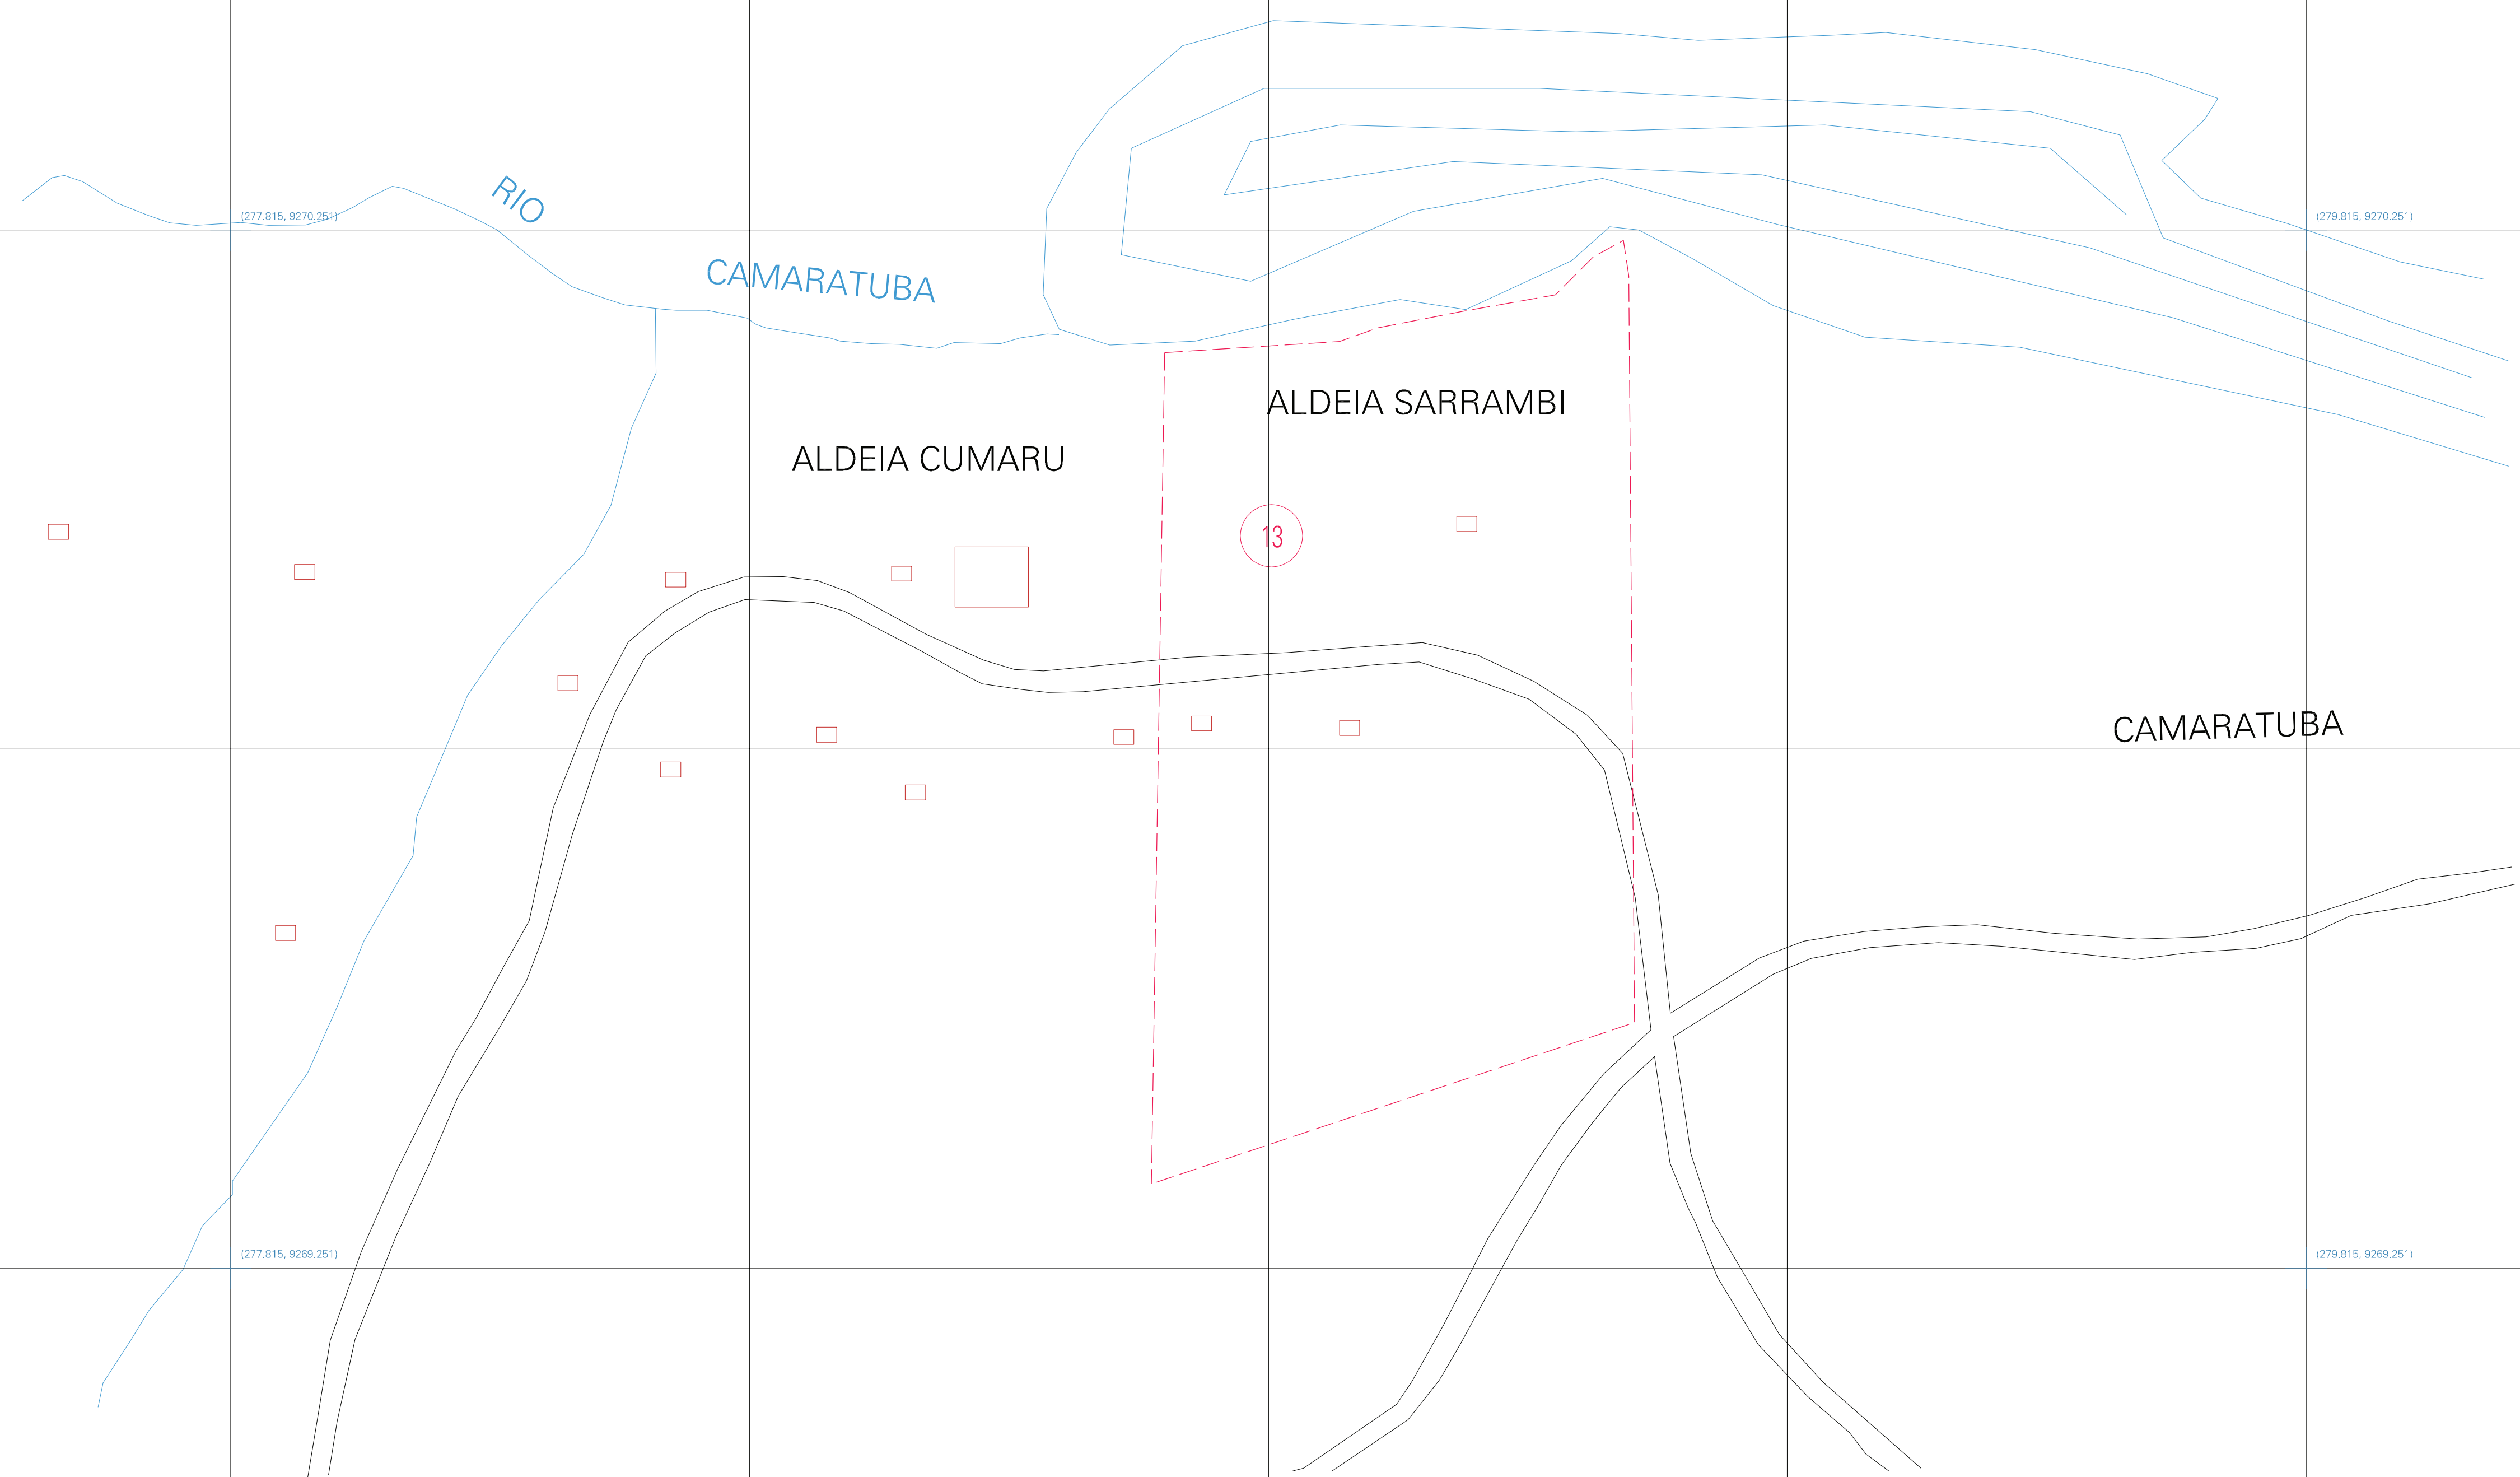 RIO
(277.815, 9270.251)
(279.815, 9270.251)
CAMARATUBA
ALDEIA SARRAMBI
ALDEIA CUMARU
13
CAMARATUBA
(277.815, 9269.251)
(279.815, 9269.251)